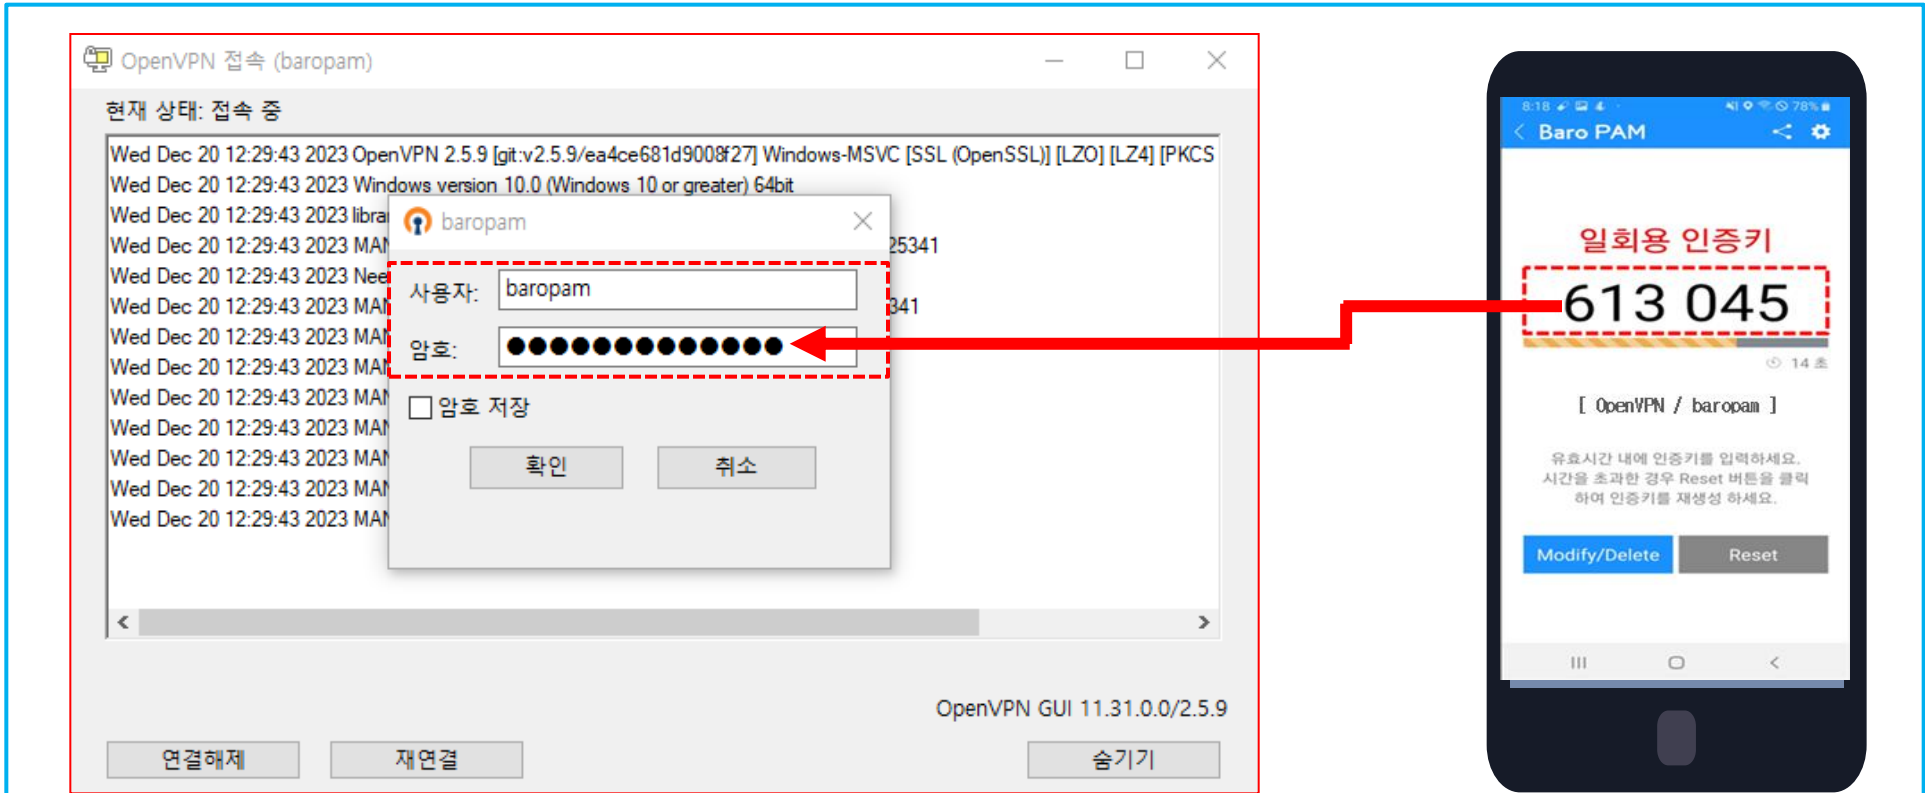 OpenVPN 접속 (baropam)
현재 상태: 접속 중
Wed Dec 20 12:29:43 2023 OpenVPN 2.5.9 [git:v2.5.9/ea4ce681d9008f27] Windows-MSVC [SSL (OpenSSL)] [LZO] [LZ4] [PKCS
Wed Dec 20 12:29:43 2023 Windows version 10.0 (Windows 10 or greater) 64bit
Wed Dec 20 12:29:43 2023
Wed Dec 20 12:29:43 2023 25341
Wed Dec 20 12:29:43 2023
Wed Dec 20 12:29:43 2023 341
Wed Dec 20 12:29:43 2023
Wed Dec 20 12:29:43 2023
Wed Dec 20 12:29:43 2023
Wed Dec 20 12:29:43 2023
Wed Dec 20 12:29:43 2023
Wed Dec 20 12:29:43 2023
Wed Dec 20 12:29:43 2023
baropam
사용자: baropam
암호: ●●●●●●●●●●●●●
암호 저장
확인 취소
OpenVPN GUI 11.31.0.0/2.5.9
연결해제 재연결 숨기기
8:18 78%
Baro PAM
일회용 인증키
613 045
14 초
[ OpenVPN / baropam ]
유효시간 내에 인증키를 입력하세요.
시간을 초과한 경우 Reset 버튼을 클릭
하여 인증키를 재생성 하세요.
Modify/Delete Reset